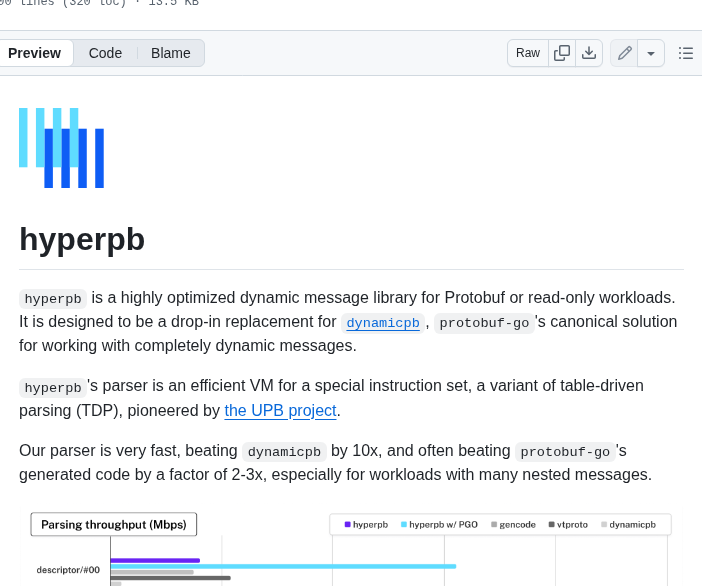 00 lines (320 loc) · 13.5 KB
Preview Code Blame Raw
hyperpb
hyperpb is a highly optimized dynamic message library for Protobuf or read-only workloads.
It is designed to be a drop-in replacement for dynamicpb, protobuf-go's canonical solution
for working with completely dynamic messages.
hyperpb's parser is an efficient VM for a special instruction set, a variant of table-driven
parsing (TDP), pioneered by the UPB project.
Our parser is very fast, beating dynamicpb by 10x, and often beating protobuf-go's
generated code by a factor of 2-3x, especially for workloads with many nested messages.
Parsing throughput (Mbps) hyperpb hyperpb w/ PGO gencode vtproto dynamicpb
descriptor/#00